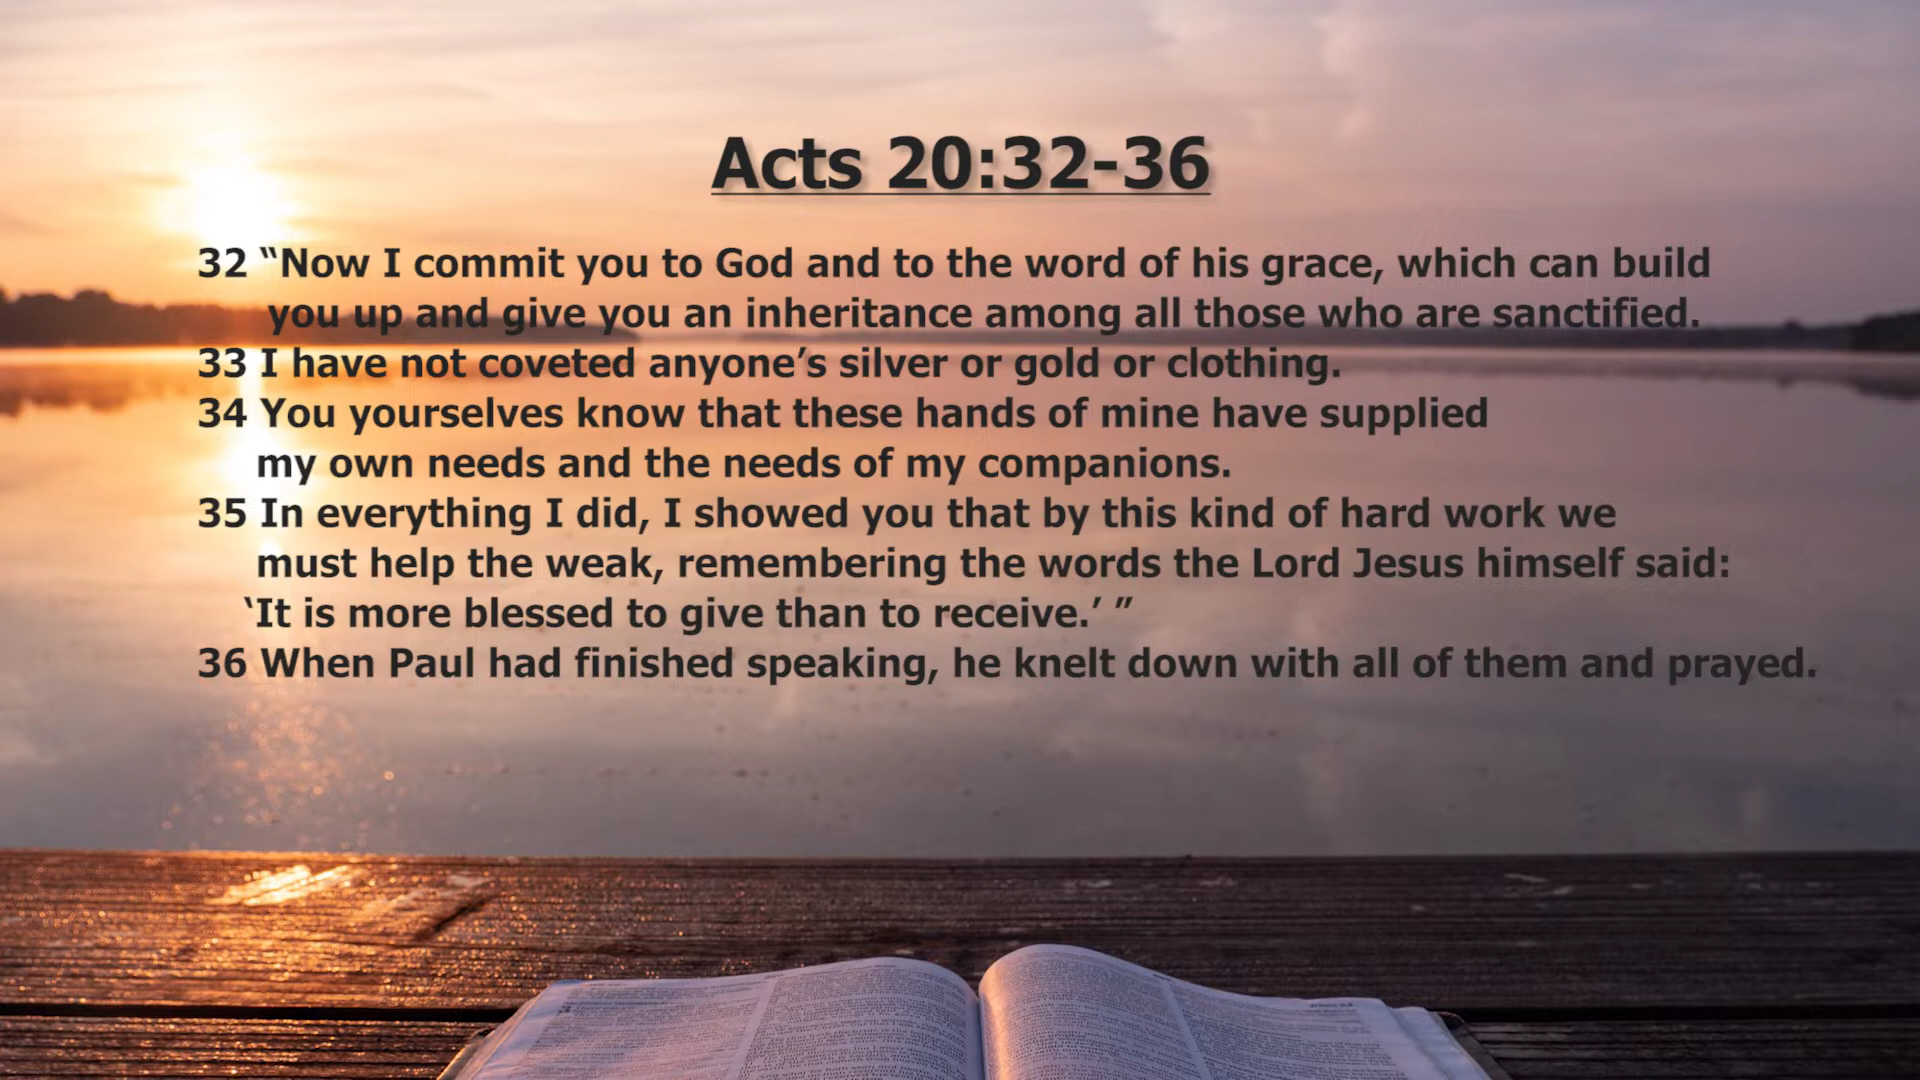 Acts 20:32-36
32 “Now I commit you to God and to the word of his grace, which can build
you up and give you an inheritance among all those who are sanctified.
33 I have not coveted anyone’s silver or gold or clothing.
34 You yourselves know that these hands of mine have supplied
my own needs and the needs of my companions.
35 In everything I did, I showed you that by this kind of hard work we
must help the weak, remembering the words the Lord Jesus himself said:
‘It is more blessed to give than to receive.’ ”
36 When Paul had finished speaking, he knelt down with all of them and prayed.